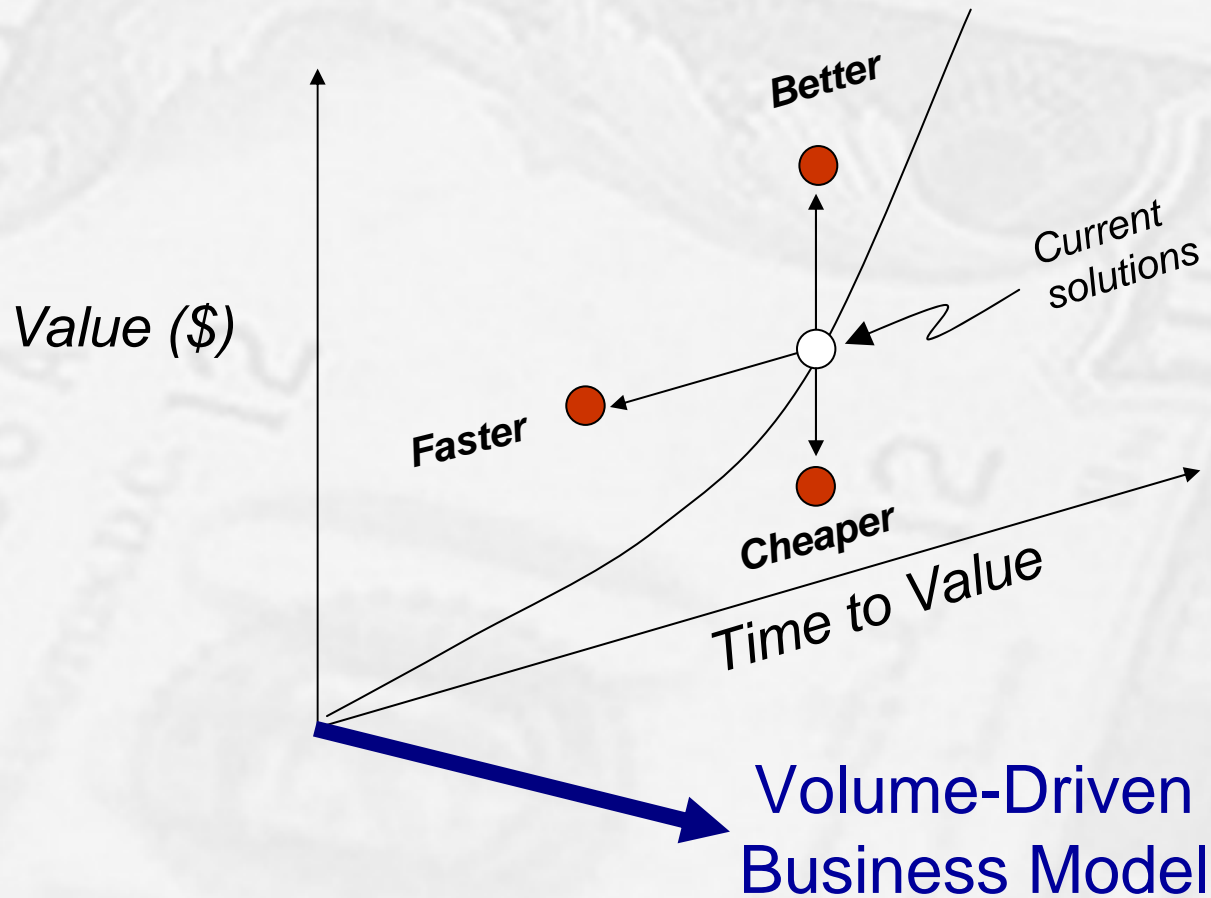 Better
Current
solutions
Value ($)
Faster
Cheaper
Time to Value
Volume-Driven
Business Model